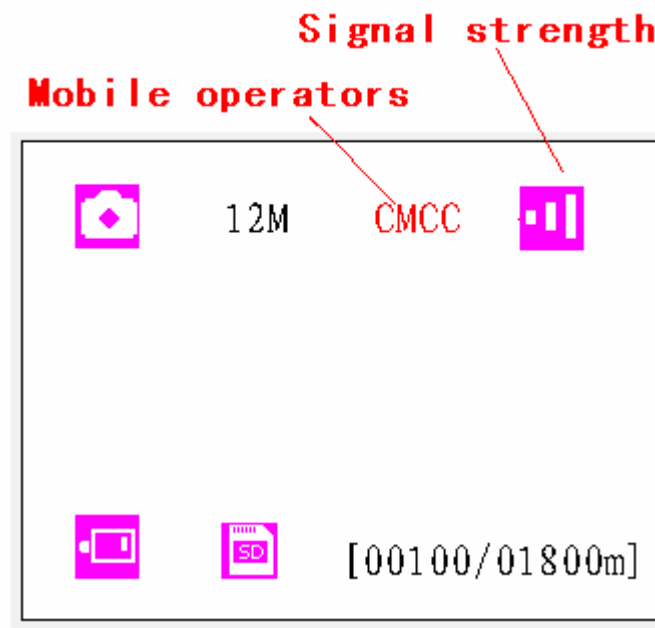 Signal strength
Mobile operators
12M CMCC
SD
[00100/01800m]